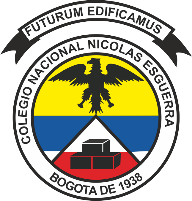 FUTURUM EDIFICAMUS
COLEGIO NACIONAL NICOLAS ESGUERRA
BOGOTA DE 1938